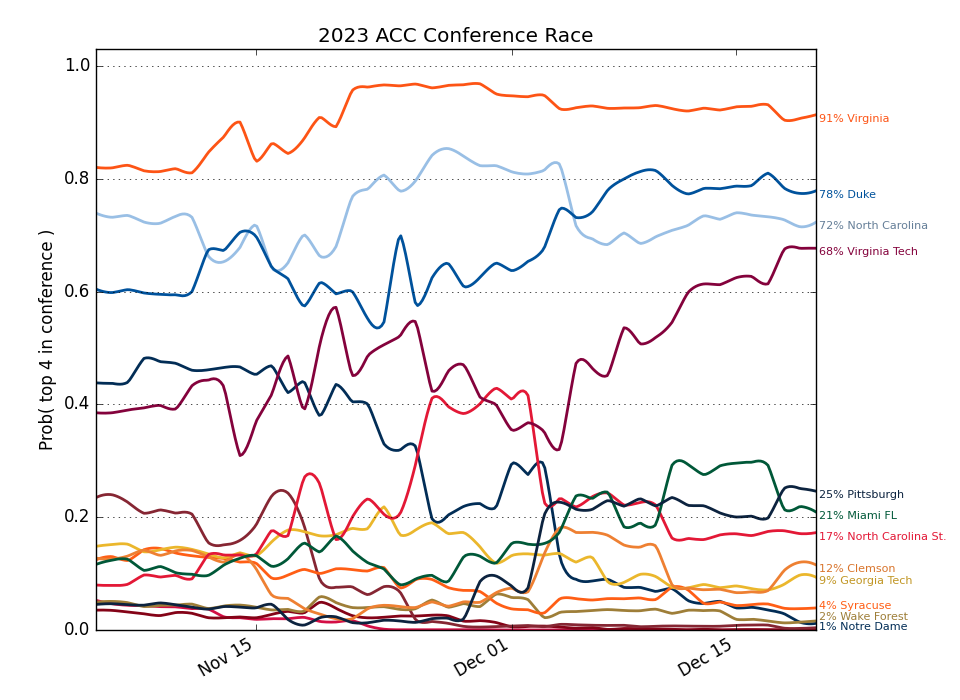 2023 ACC Conference Race
Prob( top 4 in conference )
1.0
0.8
0.6
0.4
0.2
0.0
Nov 15
Dec 01
Dec 15
91% Virginia
78% Duke
72% North Carolina
68% Virginia Tech
25% Pittsburgh
21% Miami FL
17% North Carolina St.
12% Clemson
9% Georgia Tech
4% Syracuse
2% Wake Forest
1% Notre Dame